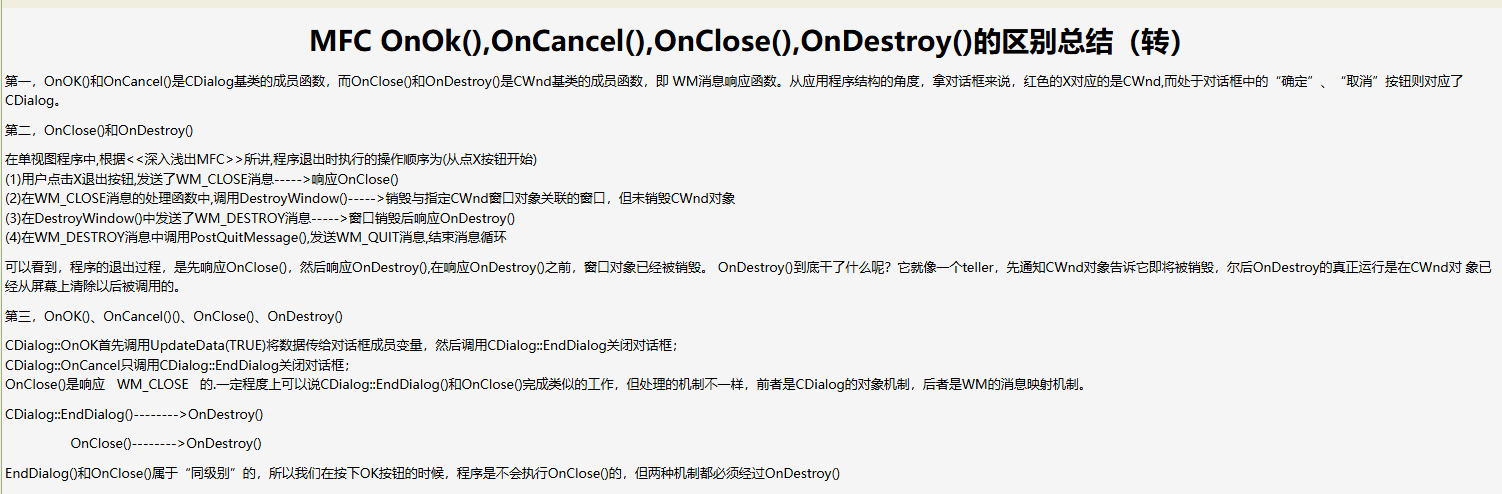 MFC OnOk(),OnCancel(),OnClose(),OnDestroy()的区别总结（转）
第一，OnOK()和OnCancel()是CDialog基类的成员函数，而OnClose()和OnDestroy()是CWnd基类的成员函数，即 WM消息响应函数。从应用程序结构的角度，拿对话框来说，红色的X对应的是CWnd,而处于对话框中的“确定”、“取消”按钮则对应了
CDialog。
第二，OnClose()和OnDestroy()
在单视图程序中,根据<<深入浅出MFC>>所讲,程序退出时执行的操作顺序为(从点X按钮开始)
(1)用户点击X退出按钮,发送了WM_CLOSE消息----->响应OnClose()
(2)在WM_CLOSE消息的处理函数中,调用DestroyWindow()----->销毁与指定CWnd窗口对象关联的窗口，但未销毁CWnd对象
(3)在DestroyWindow()中发送了WM_DESTROY消息----->窗口销毁后响应OnDestroy()
(4)在WM_DESTROY消息中调用PostQuitMessage(),发送WM_QUIT消息,结束消息循环
可以看到，程序的退出过程，是先响应OnClose()，然后响应OnDestroy(),在响应OnDestroy()之前，窗口对象已经被销毁。 OnDestroy()到底干了什么呢？它就像一个teller，先通知CWnd对象告诉它即将被销毁，尔后OnDestroy的真正运行是在CWnd对 象已
经从屏幕上清除以后被调用的。
第三，OnOK()、OnCancel()()、OnClose()、OnDestroy()
CDialog::OnOK首先调用UpdateData(TRUE)将数据传给对话框成员变量，然后调用CDialog::EndDialog关闭对话框；
CDialog::OnCancel只调用CDialog::EndDialog关闭对话框；
OnClose()是响应 WM_CLOSE 的.一定程度上可以说CDialog::EndDialog()和OnClose()完成类似的工作，但处理的机制不一样，前者是CDialog的对象机制，后者是WM的消息映射机制。
CDialog::EndDialog()-------->OnDestroy()
OnClose()-------->OnDestroy()
EndDialog()和OnClose()属于“同级别”的，所以我们在按下OK按钮的时候，程序是不会执行OnClose()的，但两种机制都必须经过OnDestroy()